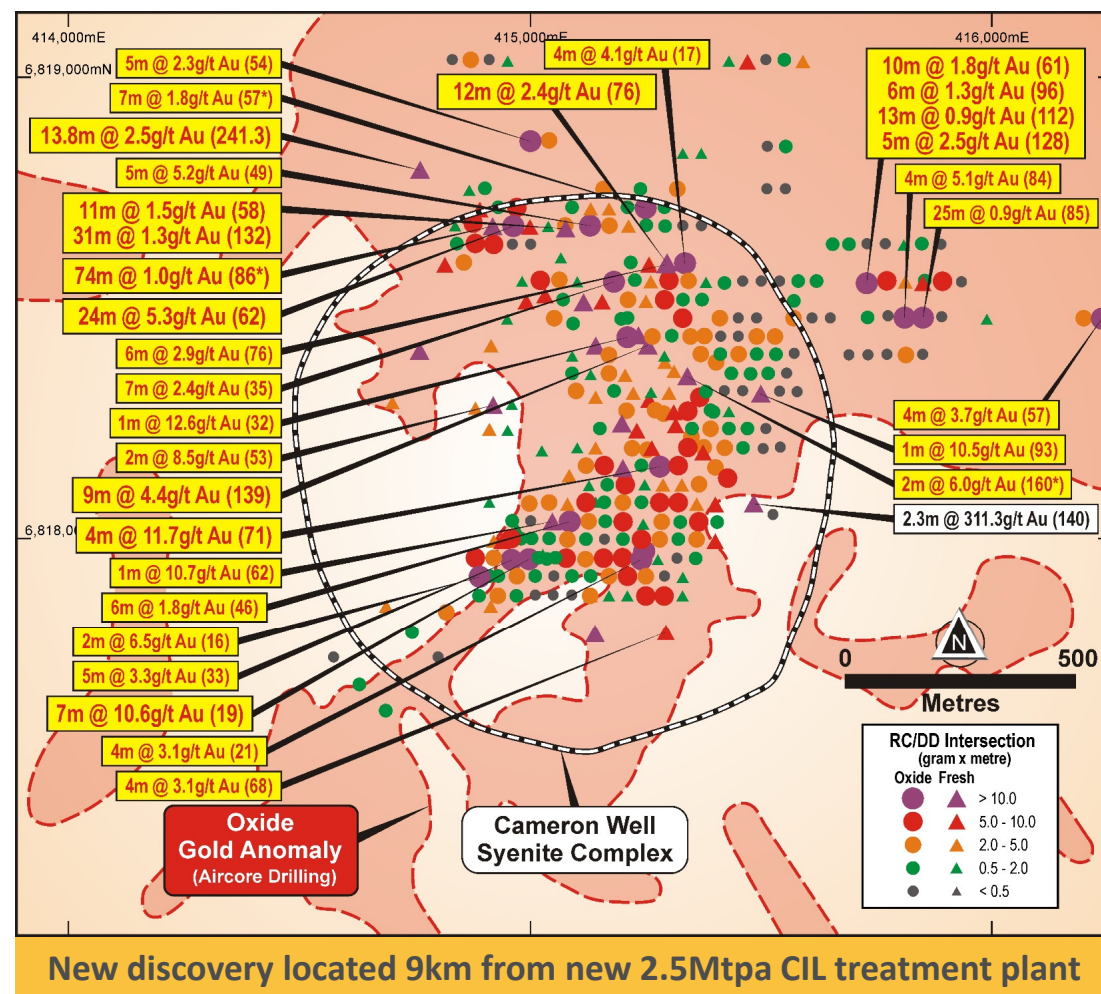 414,000mE
415,000mE
416,000mE
6,819,000mN
5m @ 2.3g/t Au (54)
7m @ 1.8g/t Au (57*)
13.8m @ 2.5g/t Au (241.3)
5m @ 5.2g/t Au (49)
11m @ 1.5g/t Au (58)
31m @ 1.3g/t Au (132)
74m @ 1.0g/t Au (86*)
24m @ 5.3g/t Au (62)
6m @ 2.9g/t Au (76)
7m @ 2.4g/t Au (35)
1m @ 12.6g/t Au (32)
2m @ 8.5g/t Au (53)
9m @ 4.4g/t Au (139)
4m @ 11.7g/t Au (71)
1m @ 10.7g/t Au (62)
6m @ 1.8g/t Au (46)
2m @ 6.5g/t Au (16)
5m @ 3.3g/t Au (33)
7m @ 10.6g/t Au (19)
4m @ 3.1g/t Au (21)
4m @ 3.1g/t Au (68)
4m @ 4.1g/t Au (17)
12m @ 2.4g/t Au (76)
10m @ 1.8g/t Au (61)
6m @ 1.3g/t Au (96)
13m @ 0.9g/t Au (112)
5m @ 2.5g/t Au (128)
4m @ 5.1g/t Au (84)
25m @ 0.9g/t Au (85)
4m @ 3.7g/t Au (57)
1m @ 10.5g/t Au (93)
2m @ 6.0g/t Au (160*)
2.3m @ 311.3g/t Au (140)
6,818,0
N
0 500
Metres
RC/DD Intersection
(gram x metre)
Oxide Fresh
> 10.0
5.0 - 10.0
2.0 - 5.0
0.5 - 2.0
< 0.5
Oxide
Gold Anomaly
(Aircore Drilling)
Cameron Well
Syenite Complex
New discovery located 9km from new 2.5Mtpa CIL treatment plant